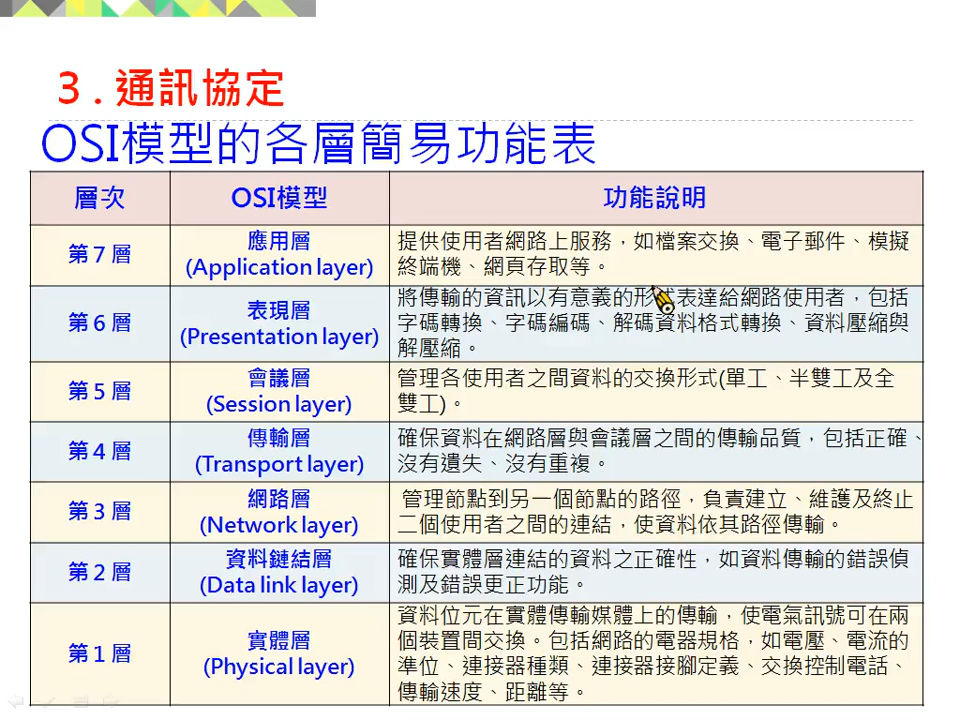 3.通訊協定
OSI模型的各層簡易功能表
層次 OSI模型 功能說明
第7層
應用層
(Application layer)
提供使用者網路上服務，如檔案交換、電子郵件、模擬
終端機、網頁存取等。
第6層
表現層
(Presentation layer)
將傳輸的資訊以有意義的形式表達給網路使用者，包括
字碼轉換、字碼編碼、解碼資料格式轉換、資料壓縮與
解壓縮。
第5層
會議層
(Session layer)
管理各使用者之間資料的交換形式(單工、半雙工及全
雙工)。
第4層
傳輸層
(Transport layer)
確保資料在網路層與會議層之間的傳輸品質，包括正確、
沒有遺失、沒有重複。
第3層
網路層
(Network layer)
管理節點到另一個節點的路徑，負責建立、維護及終止
二個使用者之間的連結，使資料依其路徑傳輸。
第2層
資料鏈結層
(Data link layer)
確保實體層連結的資料之正確性，如資料傳輸的錯誤偵
測及錯誤更正功能。
第1層
實體層
(Physical layer)
資料位元在實體傳輸媒體上的傳輸，使電氣訊號可在兩
個裝置間交換。包括網路的電器規格，如電壓、電流的
準位、連接器種類、連接器接腳定義、交換控制電話、
傳輸速度、距離等。